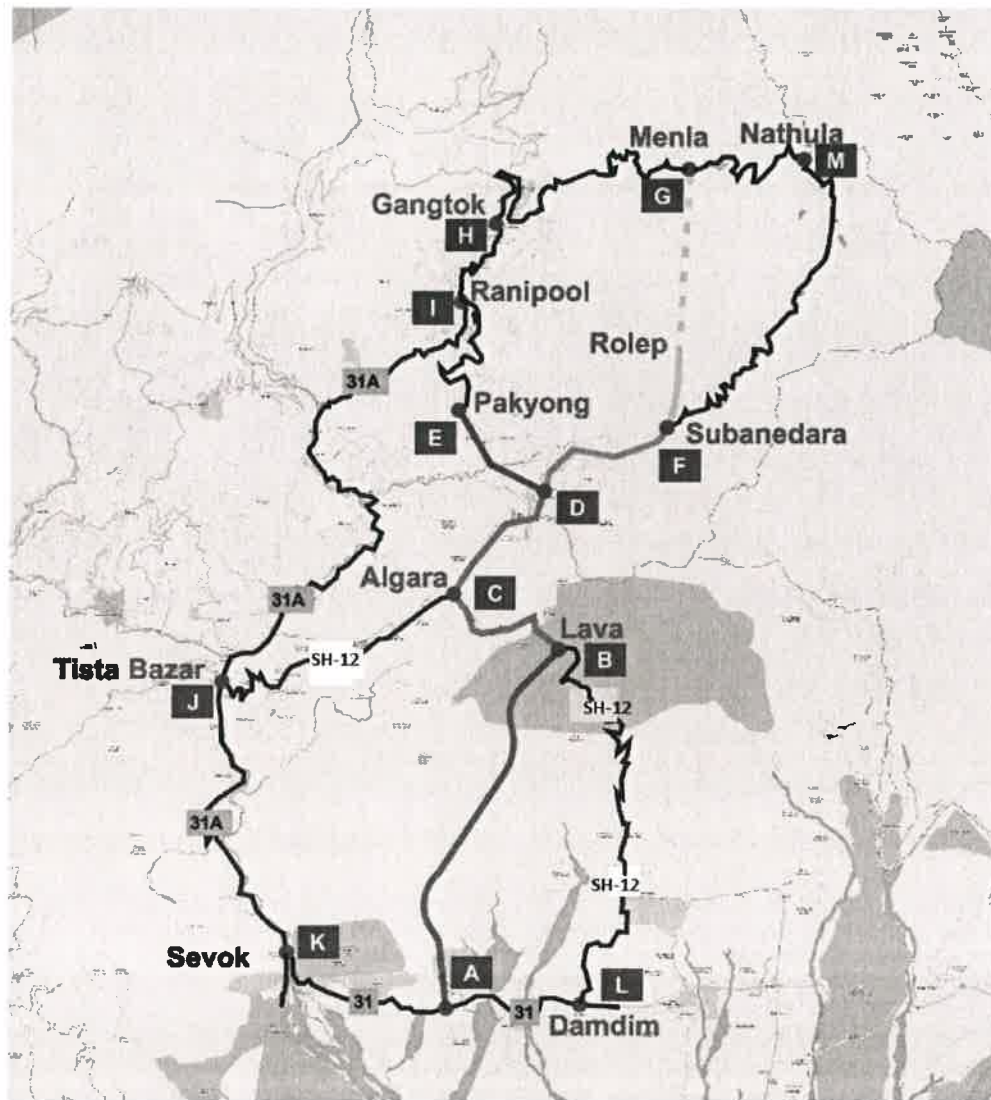 Menla Nathula
M
G
Gangtok
H
Ranipool
I
Rolep
31A
Pakyong
E
Subanedara
F
D
Algara
C
31A
Lava
B
SH-12
Tista Bazar
J
SH-12
31A
SH-12
K
Sevok
A
L
31
31
Damdim